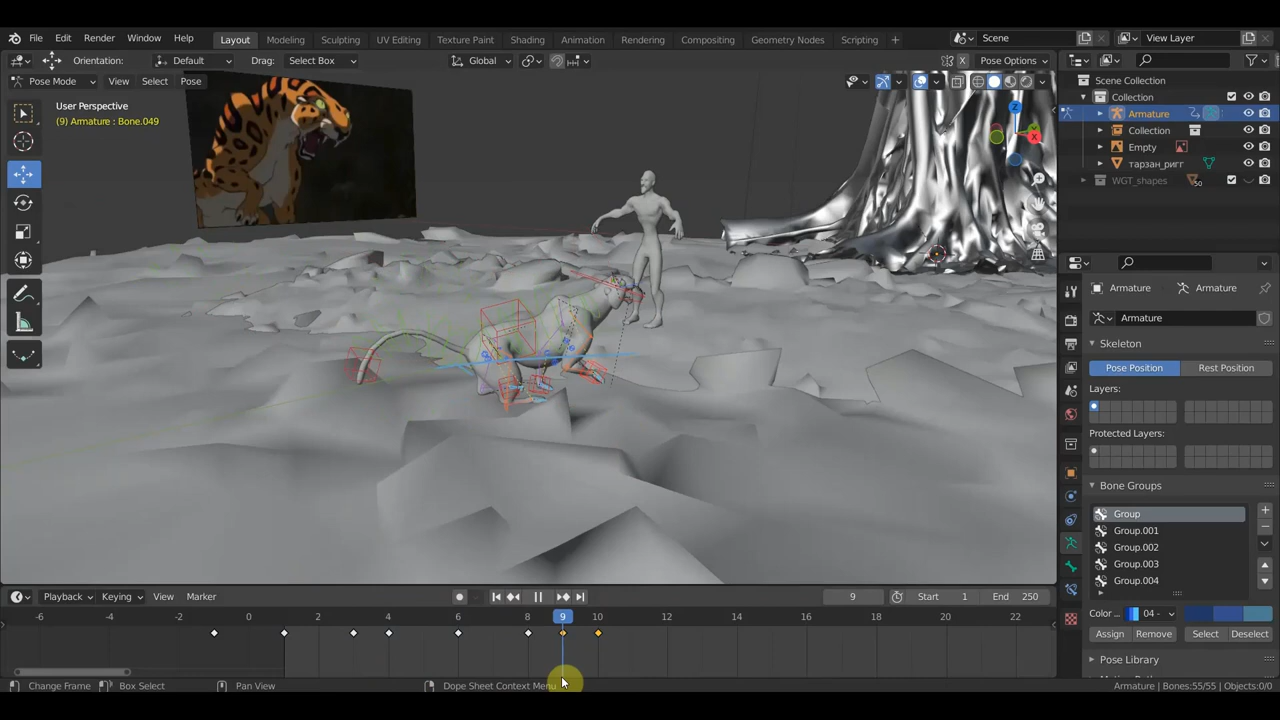 File Edit Render Window Help Layout Modeling Sculpting UV Editing Texture Paint Shading Animation Rendering Compositing Geometry Nodes Scripting + Scene View Layer
Orientation: Default Drag: Select Box Global X Pose Options
Pose Mode View Select Pose
User Perspective
(9) Armature : Bone.049
Z
X
Scene Collection
Collection
Armature
Collection
Empty
тарзан_ригг
WGT_shapes 50
Armature Armature
Armature
Skeleton
Pose Position Rest Position
Layers:
Protected Layers:
Bone Groups
Group
Group.001
Group.002
Group.003
Group.004
Color ... 04 -
Assign Remove Select Deselect
Pose Library
Playback Keying View Marker 9 Start 1 End 250
-6 -4 -2 0 2 4 6 8 9 10 12 14 16 18 20 22
Change Frame Box Select Pan View Dope Sheet Context Menu Armature | Bones:55/55 | Objects:0/0